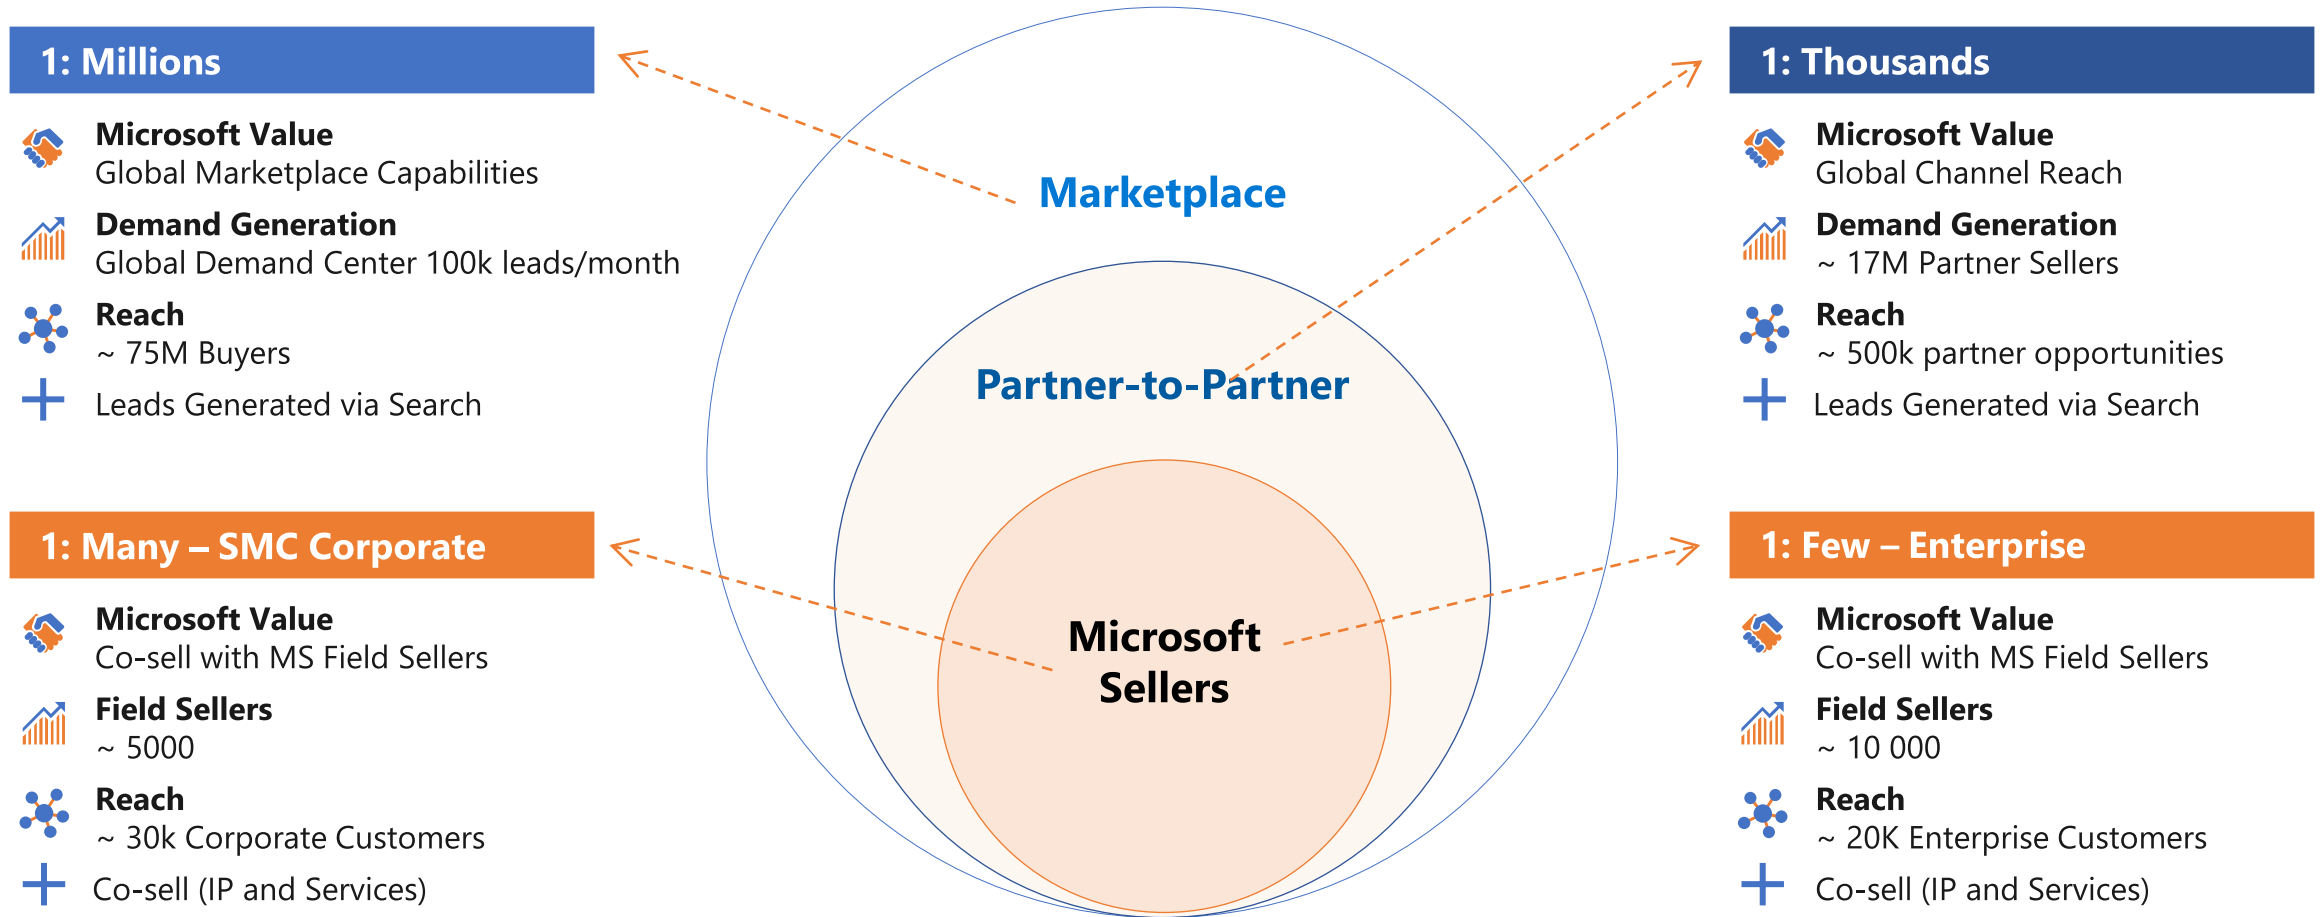 1: Millions
Microsoft Value
Global Marketplace Capabilities
Demand Generation
Global Demand Center 100k leads/month
Reach
~ 75M Buyers
Leads Generated via Search
1: Many – SMC Corporate
Microsoft Value
Co-sell with MS Field Sellers
Field Sellers
~ 5000
Reach
~ 30k Corporate Customers
Co-sell (IP and Services)
Marketplace
Partner-to-Partner
Microsoft
Sellers
1: Thousands
Microsoft Value
Global Channel Reach
Demand Generation
~ 17M Partner Sellers
Reach
~ 500k partner opportunities
Leads Generated via Search
1: Few – Enterprise
Microsoft Value
Co-sell with MS Field Sellers
Field Sellers
~ 10 000
Reach
~ 20K Enterprise Customers
Co-sell (IP and Services)